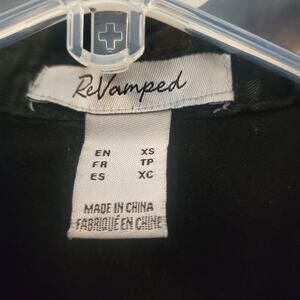 ReVamped
EN XS
FR TP
ES XC
MADE IN CHINA
FABRIQUÉ EN CHINE